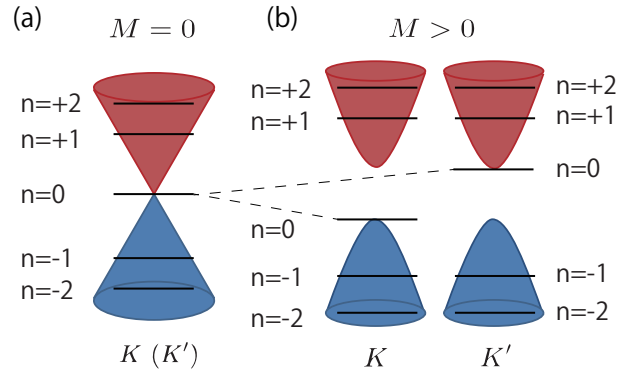 (a)
M = 0
n=+2
n=+1
n=0
n=-1
n=-2
K (K′)
(b)
M > 0
n=+2
n=+1
n=0
n=-1
n=-2
n=+2
n=+1
n=0
n=-1
n=-2
K
K′